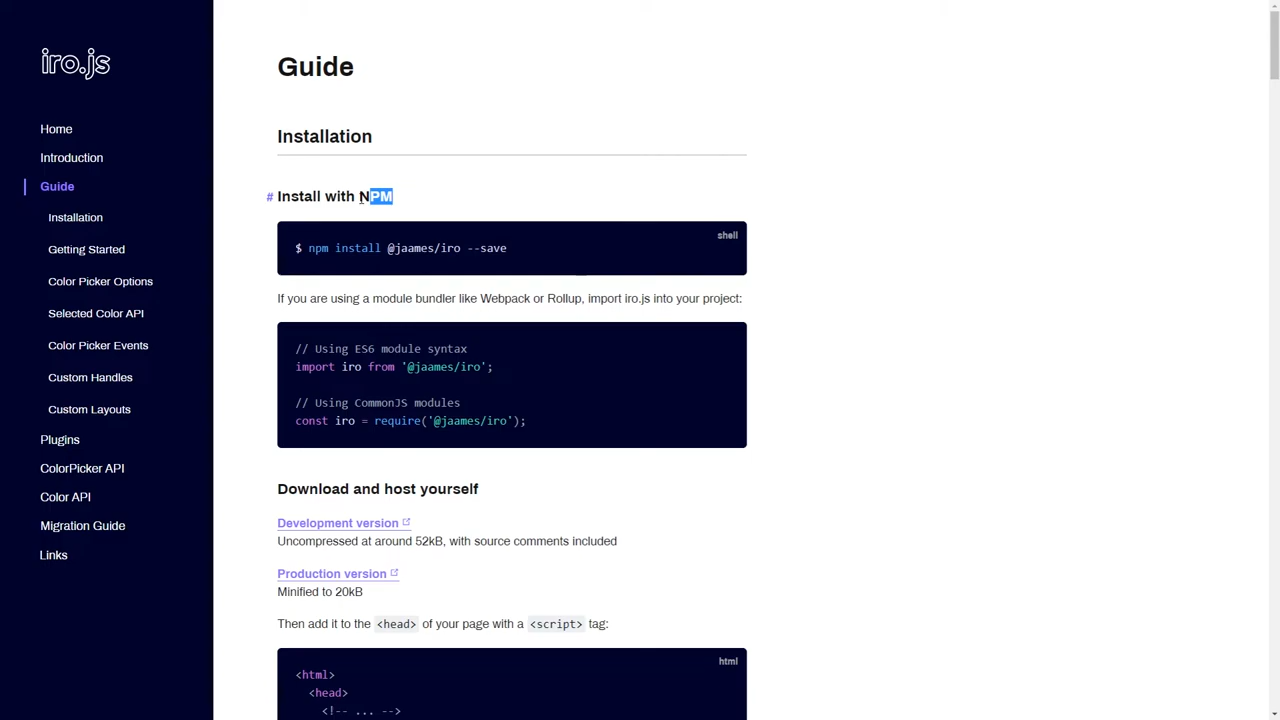 iro.js
Home
Introduction
Guide
Installation
Getting Started
Color Picker Options
Selected Color API
Color Picker Events
Custom Handles
Custom Layouts
Plugins
ColorPicker API
Color API
Migration Guide
Links
Guide
Installation
# Install with NPM
shell
$ npm install @jaames/iro --save
If you are using a module bundler like Webpack or Rollup, import iro.js into your project:
// Using ES6 module syntax
import iro from '@jaames/iro';
// Using CommonJS modules
const iro = require('@jaames/iro');
Download and host yourself
Development version
Uncompressed at around 52kB, with source comments included
Production version
Minified to 20kB
Then add it to the <head> of your page with a <script> tag:
html
<html>
<head>
<!-- ... -->